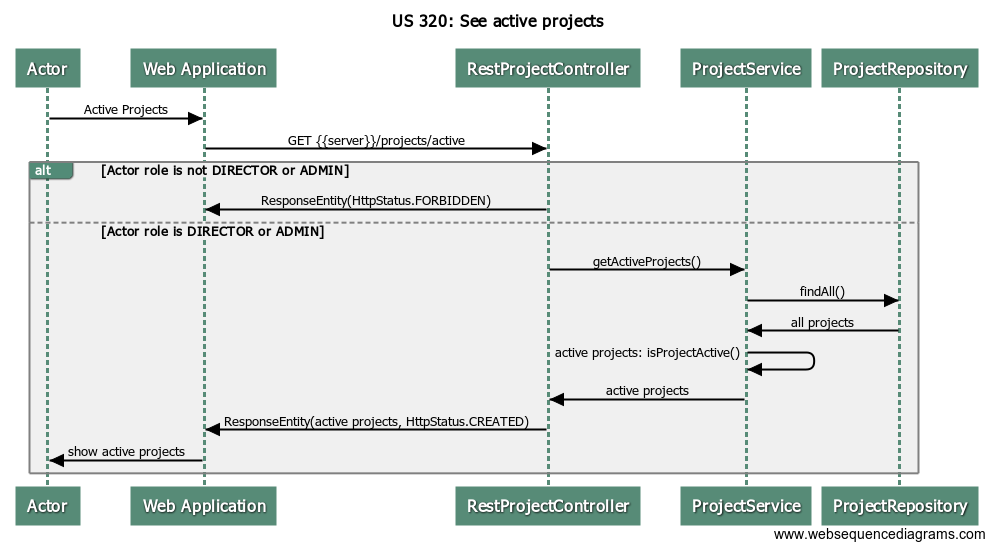 US 320: See active projects
Actor Web Application RestProjectController ProjectService ProjectRepository
Active Projects
GET {{server}}/projects/active
alt [Actor role is not DIRECTOR or ADMIN]
ResponseEntity(HttpStatus.FORBIDDEN)
[Actor role is DIRECTOR or ADMIN]
getActiveProjects()
findAll()
all projects
active projects: isProjectActive()
active projects
ResponseEntity(active projects, HttpStatus.CREATED)
show active projects
Actor Web Application RestProjectController ProjectService ProjectRepository
www.websequencediagrams.com